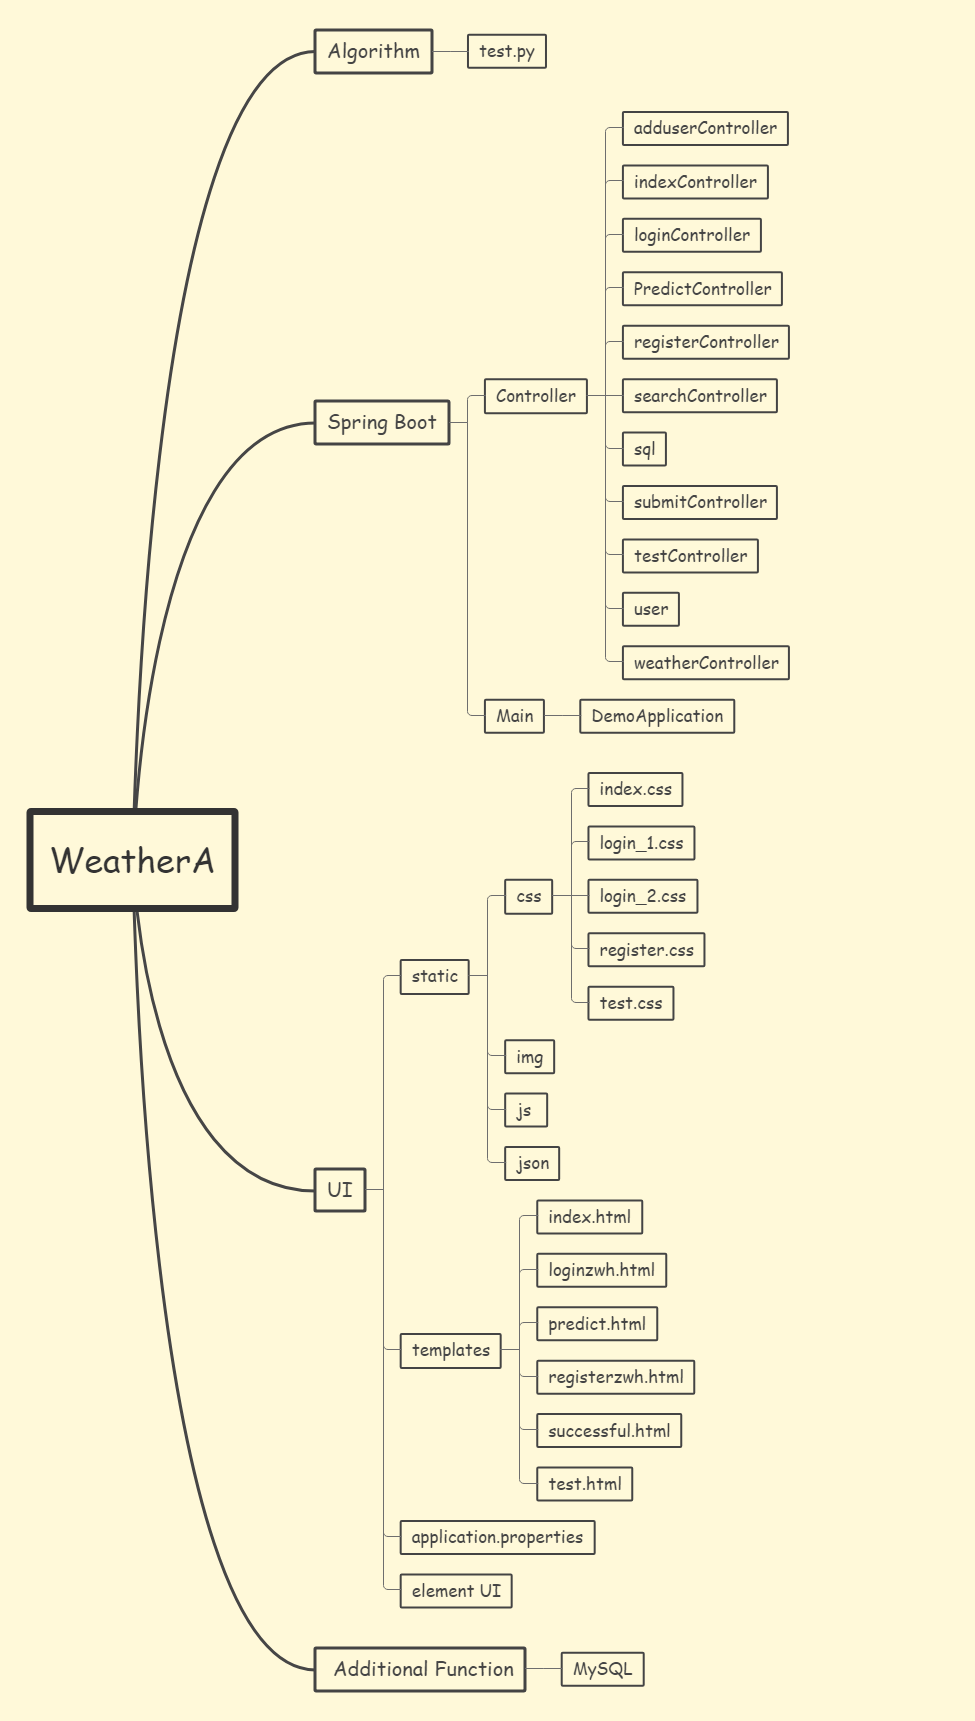 Algorithm
test.py
adduserController
indexController
loginController
PredictController
registerController
Controller
searchController
Spring Boot
sql
submitController
testController
user
weatherController
Main
DemoApplication
index.css
login_1.css
WeatherA
css
login_2.css
register.css
static
test.css
img
js
json
UI
index.html
loginzwh.html
predict.html
templates
registerzwh.html
successful.html
test.html
application.properties
element UI
Additional Function
MySQL